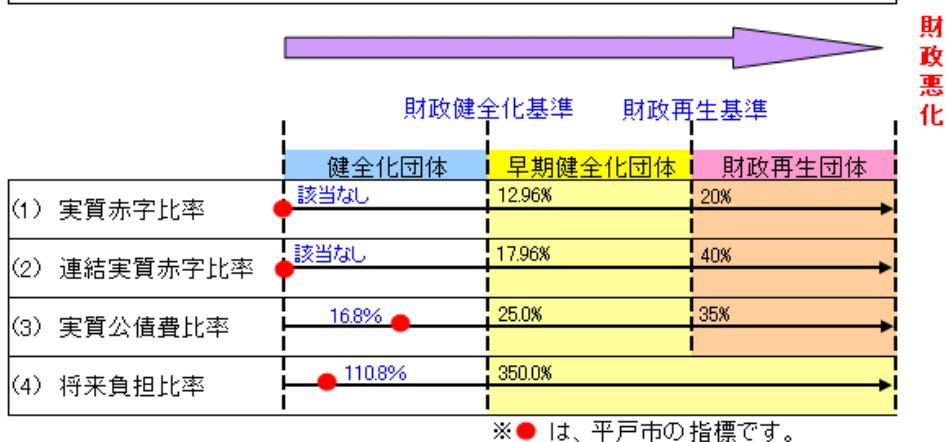 財政悪化
財政健全化基準 財政再生基準
健全化団体 早期健全化団体 財政再生団体
(1) 実質赤字比率 該当なし 12.96% 20%
(2) 連結実質赤字比率 該当なし 17.96% 40%
(3) 実質公債費比率 16.8% 25.0% 35%
(4) 将来負担比率 110.8% 350.0%
※● は、平戸市の指標です。